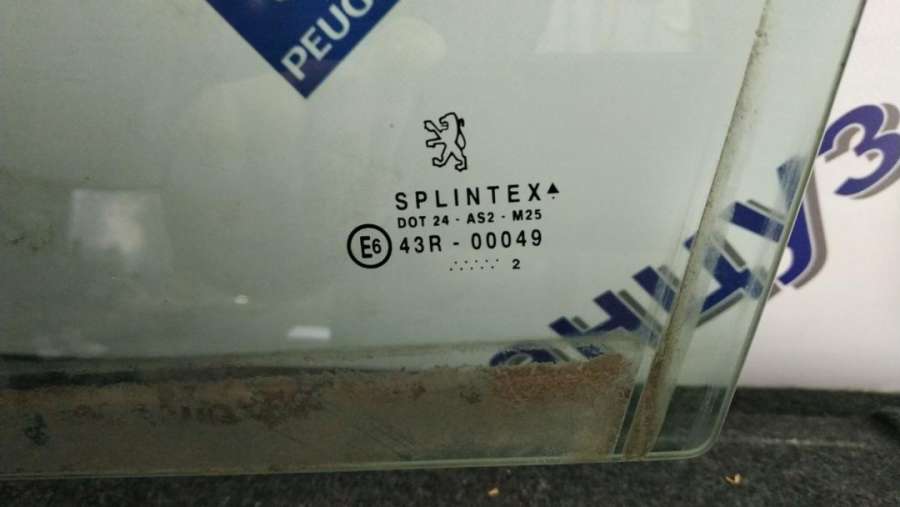 PEUG
SPLINTEX
DOT 24 - AS2 - M25
E6 43R - 00049
2